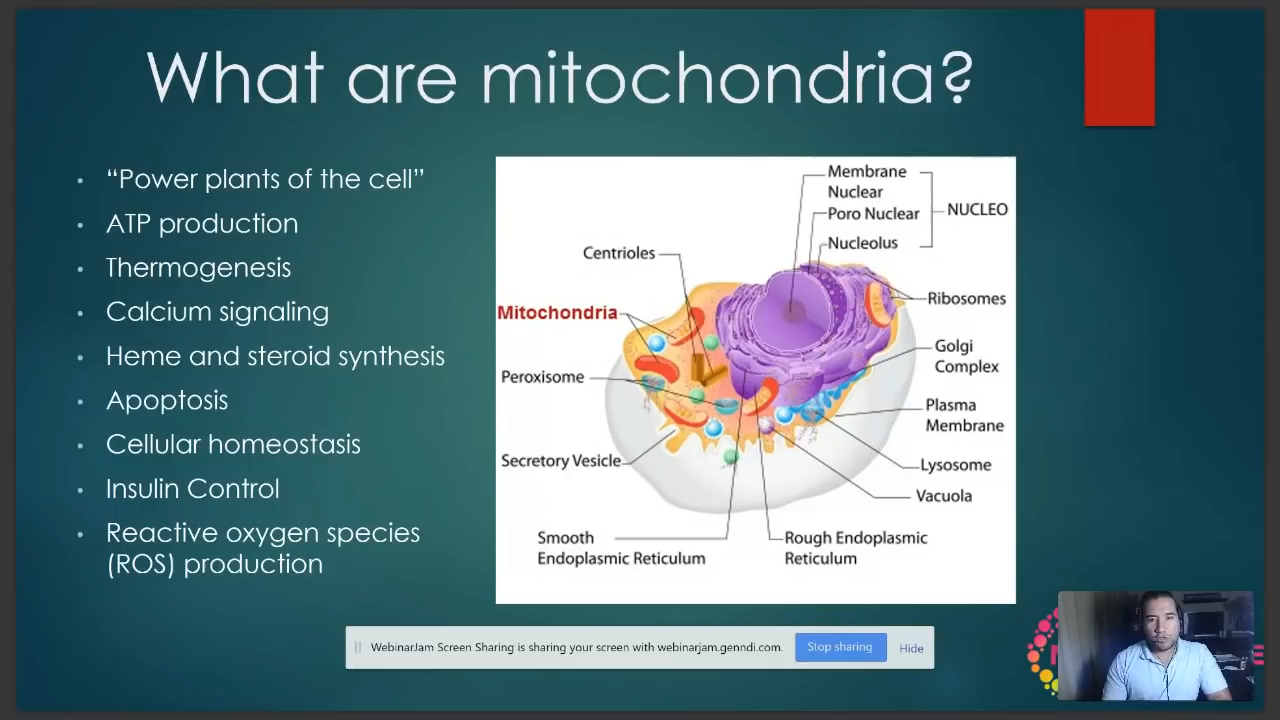 What are mitochondria?
• “Power plants of the cell”
• ATP production
• Thermogenesis
• Calcium signaling
• Heme and steroid synthesis
• Apoptosis
• Cellular homeostasis
• Insulin Control
• Reactive oxygen species
(ROS) production
Membrane
Nuclear
Poro Nuclear
Nucleolus
NUCLEO
Centrioles
Mitochondria
Peroxisome
Secretory Vesicle
Smooth
Endoplasmic Reticulum
Ribosomes
Golgi
Complex
Plasma
Membrane
Lysosome
Vacuola
Rough Endoplasmic
Reticulum
WebinarJam Screen Sharing is sharing your screen with webinarjam.genndi.com.
Stop sharing
Hide